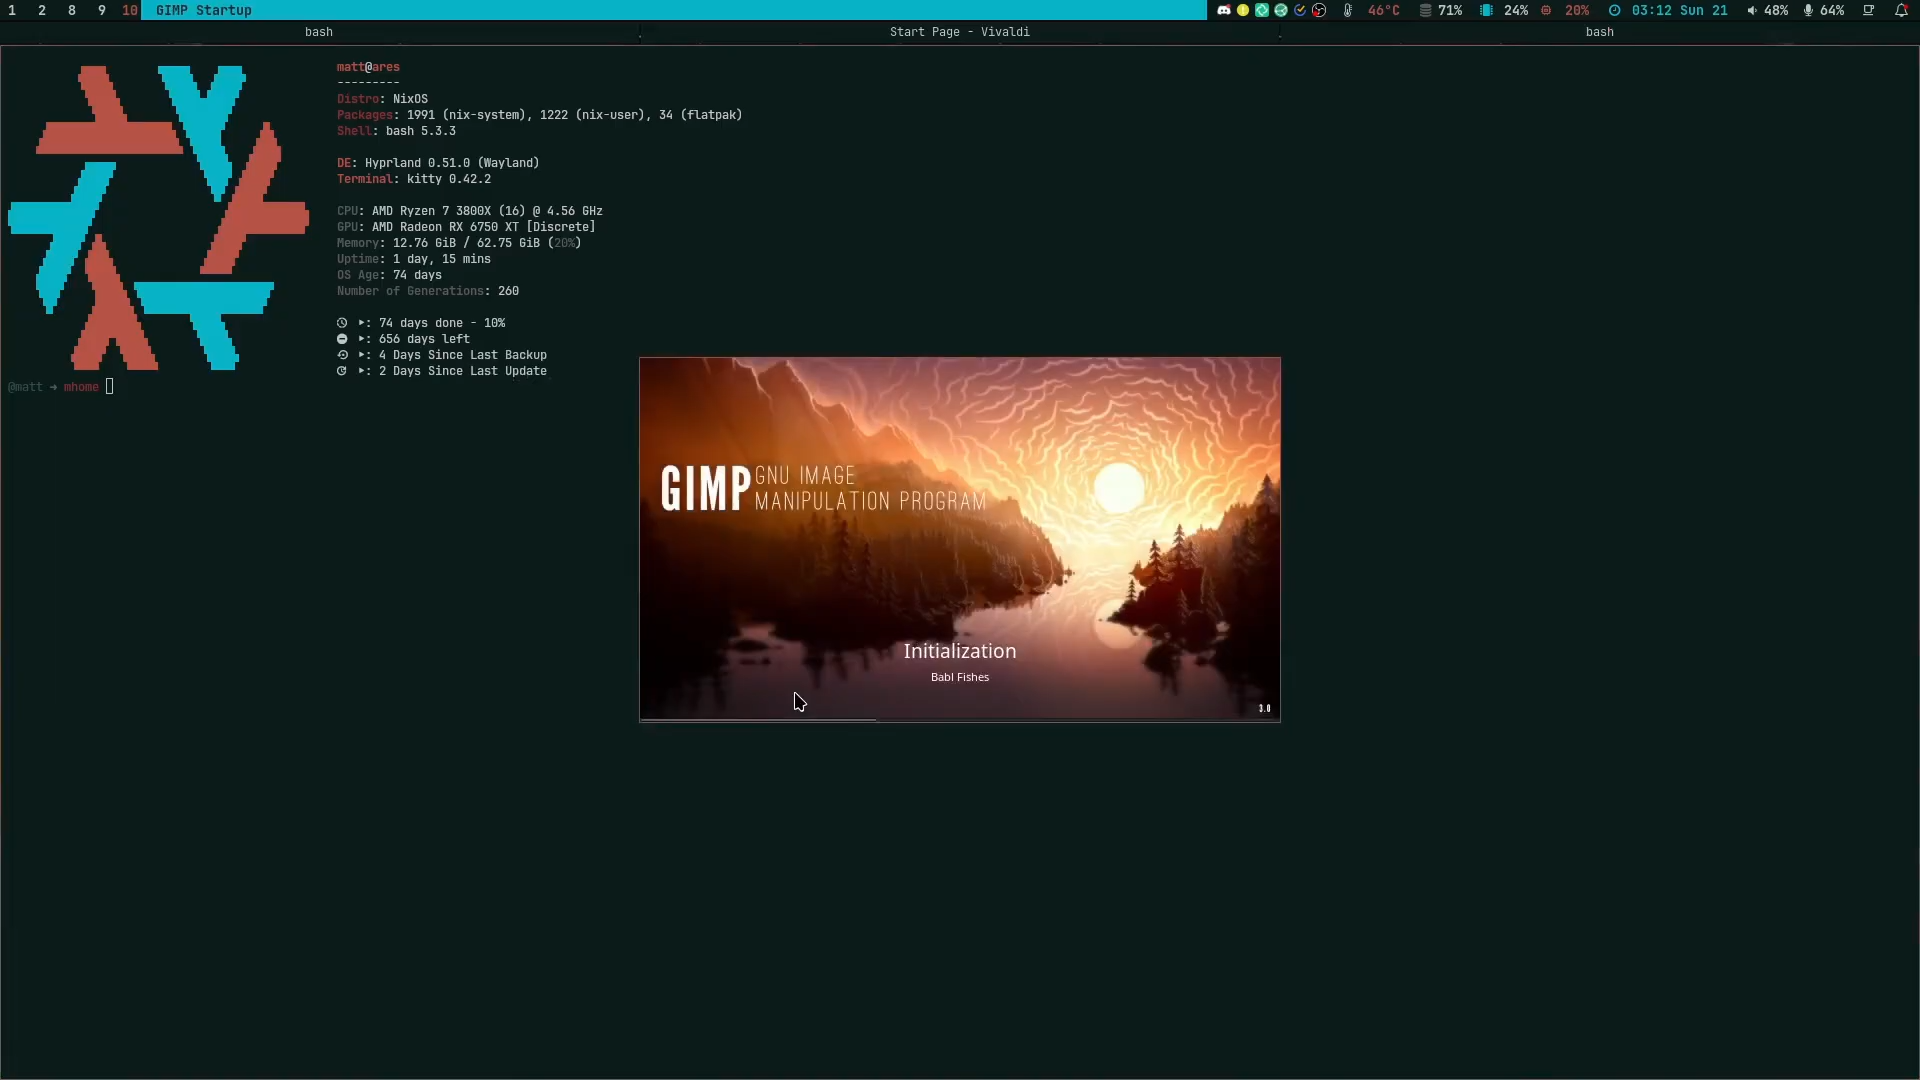 1 2 8 9 10 GIMP Startup 46°C 71% 24% 20% 03:12 Sun 21 48% 64%
bash Start Page - Vivaldi bash
matt@ares
---------
Distro: NixOS
Packages: 1991 (nix-system), 1222 (nix-user), 34 (flatpak)
Shell: bash 5.3.3
DE: Hyprland 0.51.0 (Wayland)
Terminal: kitty 0.42.2
CPU: AMD Ryzen 7 3800X (16) @ 4.56 GHz
GPU: AMD Radeon RX 6750 XT [Discrete]
Memory: 12.76 GiB / 62.75 GiB (20%)
Uptime: 1 day, 15 mins
OS Age: 74 days
Number of Generations: 260
‣: 74 days done - 10%
‣: 656 days left
‣: 4 Days Since Last Backup
‣: 2 Days Since Last Update
@matt → mhome
GIMP GNU IMAGE
MANIPULATION PROGRAM
Initialization
Babl Fishes
3.0